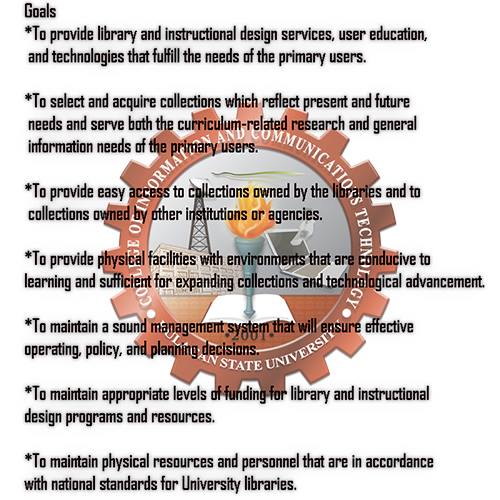 Goals
*To provide library and instructional design services, user education,
and technologies that fulfill the needs of the primary users.
*To select and acquire collections which reflect present and future
needs and serve both the curriculum-related research and general
information needs of the primary users.
*To provide easy access to collections owned by the libraries and to
collections owned by other institutions or agencies.
*To provide physical facilities with environments that are conducive to
learning and sufficient for expanding collections and technological advancement.
*To maintain a sound management system that will ensure effective
operating, policy, and planning decisions.
*To maintain appropriate levels of funding for library and instructional
design programs and resources.
*To maintain physical resources and personnel that are in accordance
with national standards for University libraries.
COLLEGE OF INFORMATION AND COMMUNICATIONS TECHNOLOGY
•2001•
STATE UNIVERSITY